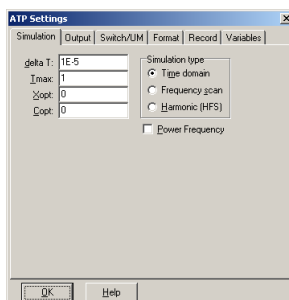 ATP Settings
Simulation Output Switch/UM Format Record Variables
delta T: 1E-5
Tmax: 1
Xopt: 0
Copt: 0
Simulation type
Time domain
Frequency scan
Harmonic (HFS)
Power Frequency
OK Help